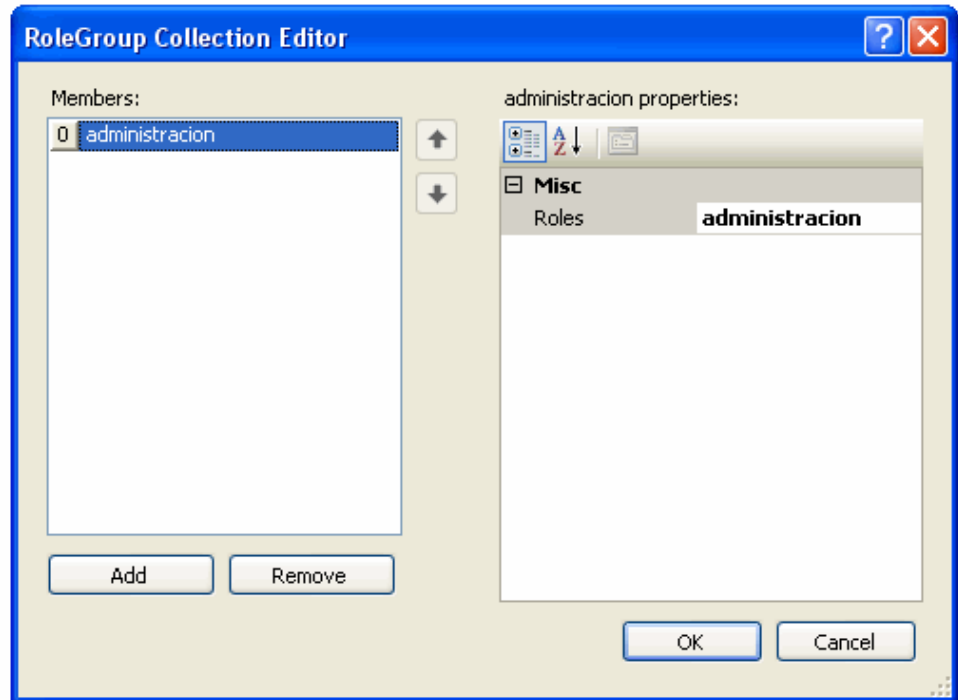 RoleGroup Collection Editor
?
Members:
0 administracion
Add
Remove
administracion properties:
A
Z
Misc
Roles administracion
OK
Cancel